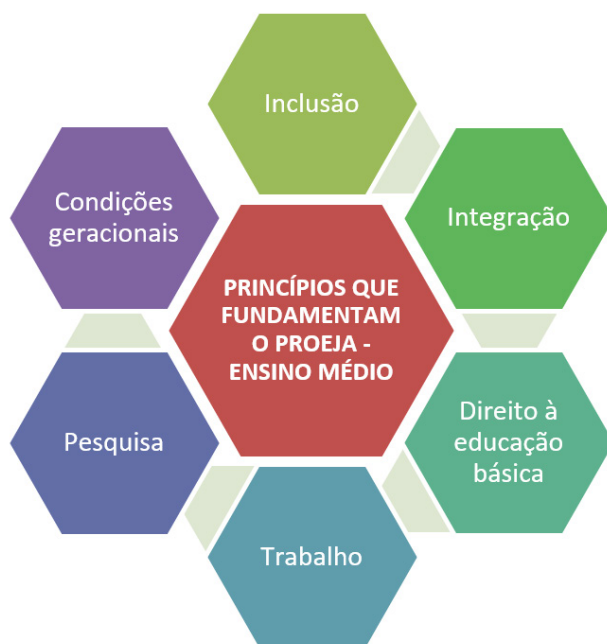 Inclusão
Condições
geracionais
Integração
PRINCÍPIOS QUE
FUNDAMENTAM
O PROEJA -
ENSINO MÉDIO
Pesquisa
Direito à
educação
básica
Trabalho